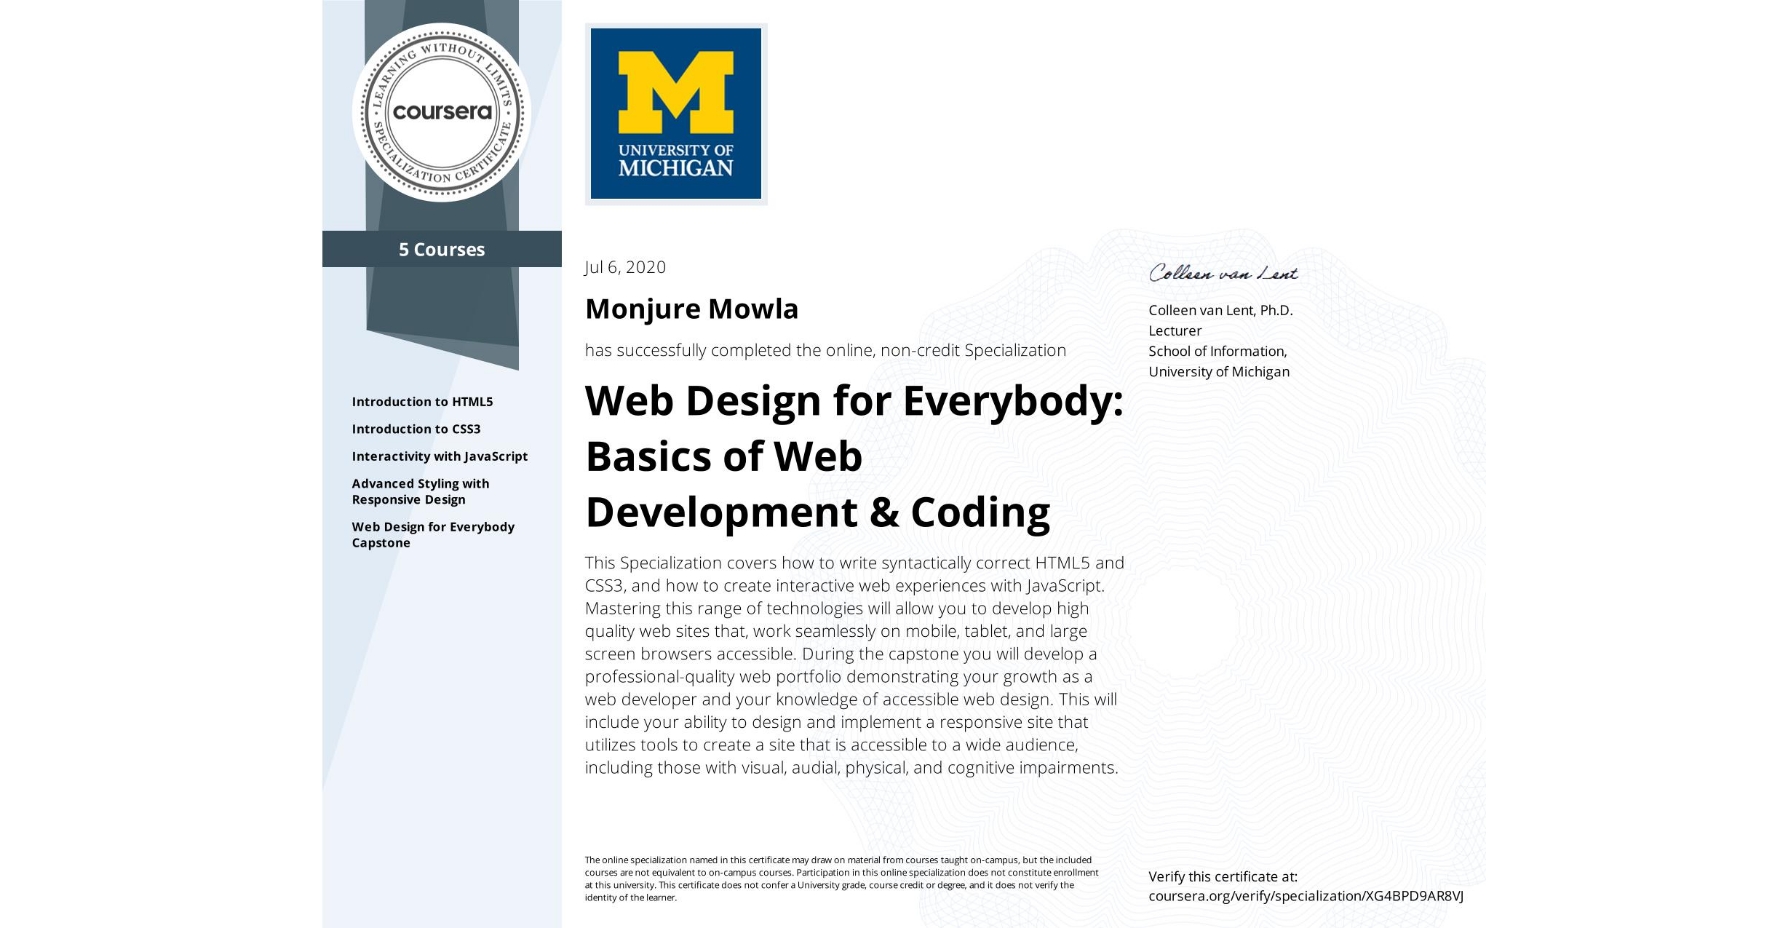 LEARNING WITHOUT LIMITS
coursera
SPECIALIZATION CERTIFICATE
5 Courses
Introduction to HTML5
Introduction to CSS3
Interactivity with JavaScript
Advanced Styling with
Responsive Design
Web Design for Everybody
Capstone
M
UNIVERSITY OF
MICHIGAN
Jul 6, 2020
Monjure Mowla
has successfully completed the online, non-credit Specialization
Web Design for Everybody:
Basics of Web
Development & Coding
This Specialization covers how to write syntactically correct HTML5 and
CSS3, and how to create interactive web experiences with JavaScript.
Mastering this range of technologies will allow you to develop high
quality web sites that, work seamlessly on mobile, tablet, and large
screen browsers accessible. During the capstone you will develop a
professional-quality web portfolio demonstrating your growth as a
web developer and your knowledge of accessible web design. This will
include your ability to design and implement a responsive site that
utilizes tools to create a site that is accessible to a wide audience,
including those with visual, audial, physical, and cognitive impairments.
Colleen van Lent
Colleen van Lent, Ph.D.
Lecturer
School of Information,
University of Michigan
The online specialization named in this certificate may draw on material from courses taught on-campus, but the included
courses are not equivalent to on-campus courses. Participation in this online specialization does not constitute enrollment
at this university. This certificate does not confer a University grade, course credit or degree, and it does not verify the
identity of the learner.
Verify this certificate at:
coursera.org/verify/specialization/XG4BPD9AR8VJ